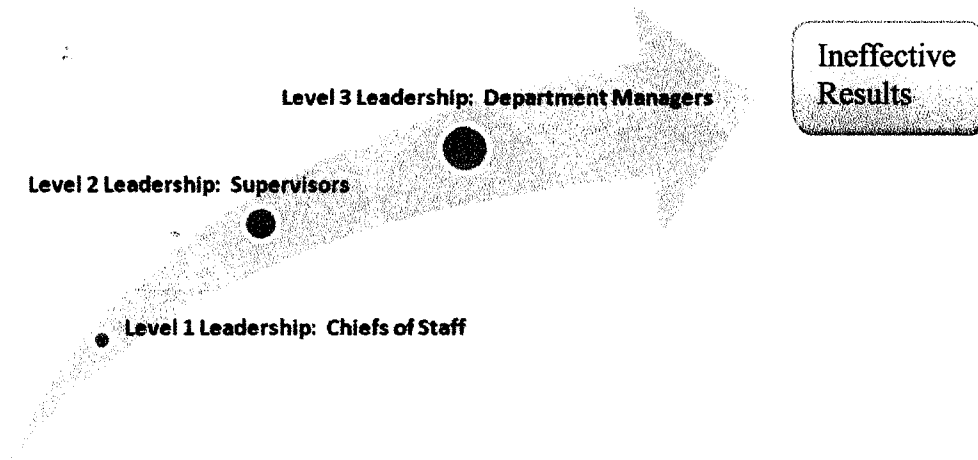 Ineffective
Results
Level 3 Leadership: Department Managers
Level 2 Leadership: Supervisors
Level 1 Leadership: Chiefs of Staff